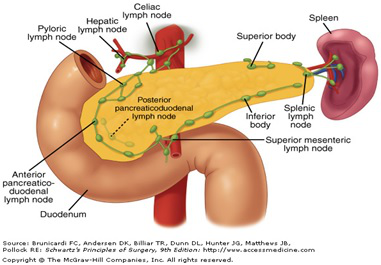 Celiac
lymph node
Hepatic
lymph node
Pyloric
lymph node
Spleen
Superior body
Posterior
pancreaticoduodenal
lymph node
Splenic
lymph
node
Inferior
body
Superior mesenteric
lymph node
Anterior
pancreatico-
duodenal
lymph node
Duodenum
Source: Brunicardi FC, Andersen DK, Billiar TR, Dunn DL, Hunter JG, Matthews JB,
Pollock RE: Schwartz's Principles of Surgery, 9th Edition: http://www.accessmedicine.com
Copyright © The McGraw-Hill Companies, Inc. All rights reserved.